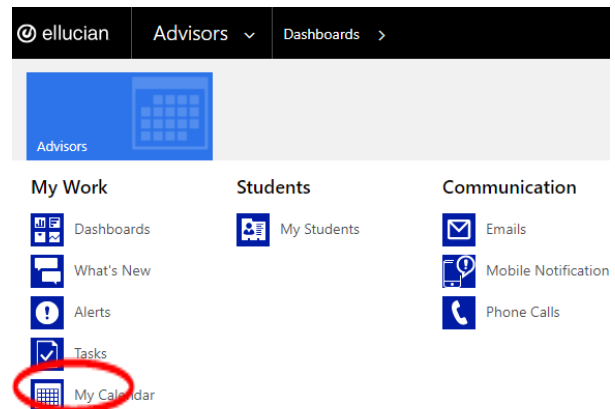 ellucian Advisors Dashboards >
Advisors
My Work Students Communication
Dashboards My Students Emails
What's New Mobile Notification
Alerts Phone Calls
Tasks
My Calendar